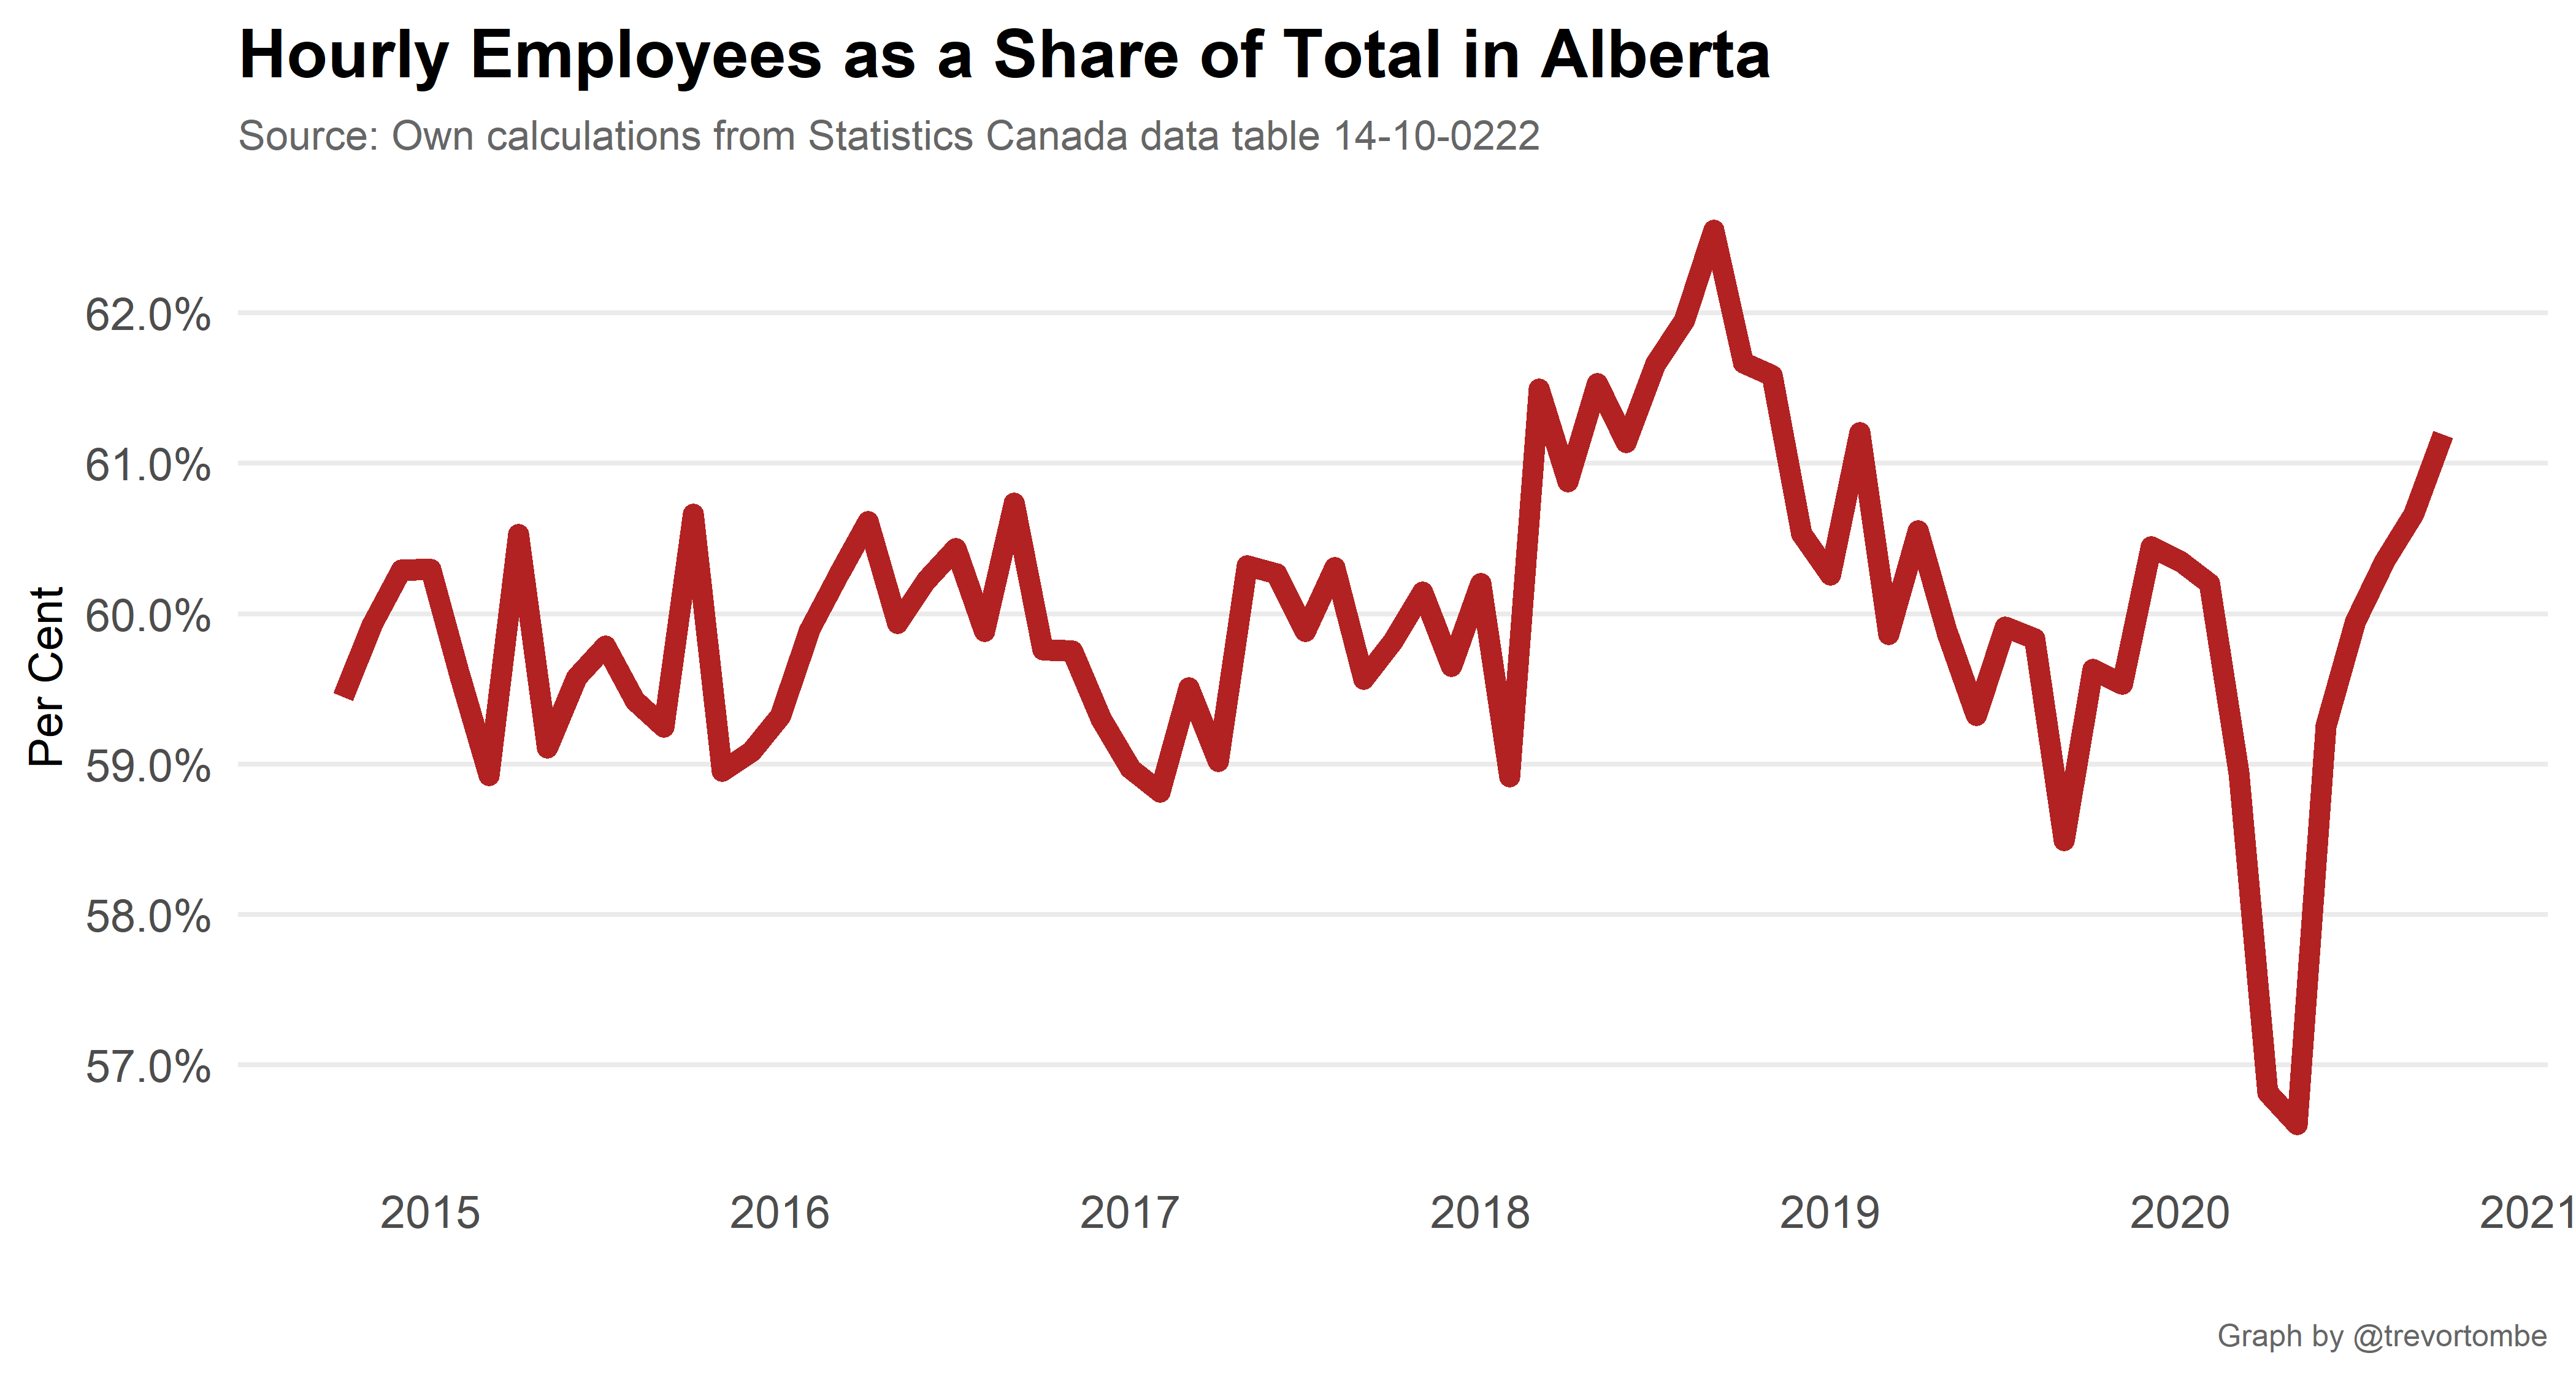 Hourly Employees as a Share of Total in Alberta
Source: Own calculations from Statistics Canada data table 14-10-0222
Per Cent
62.0%
61.0%
60.0%
59.0%
58.0%
57.0%
2015 2016 2017 2018 2019 2020 2021
Graph by @trevortombe